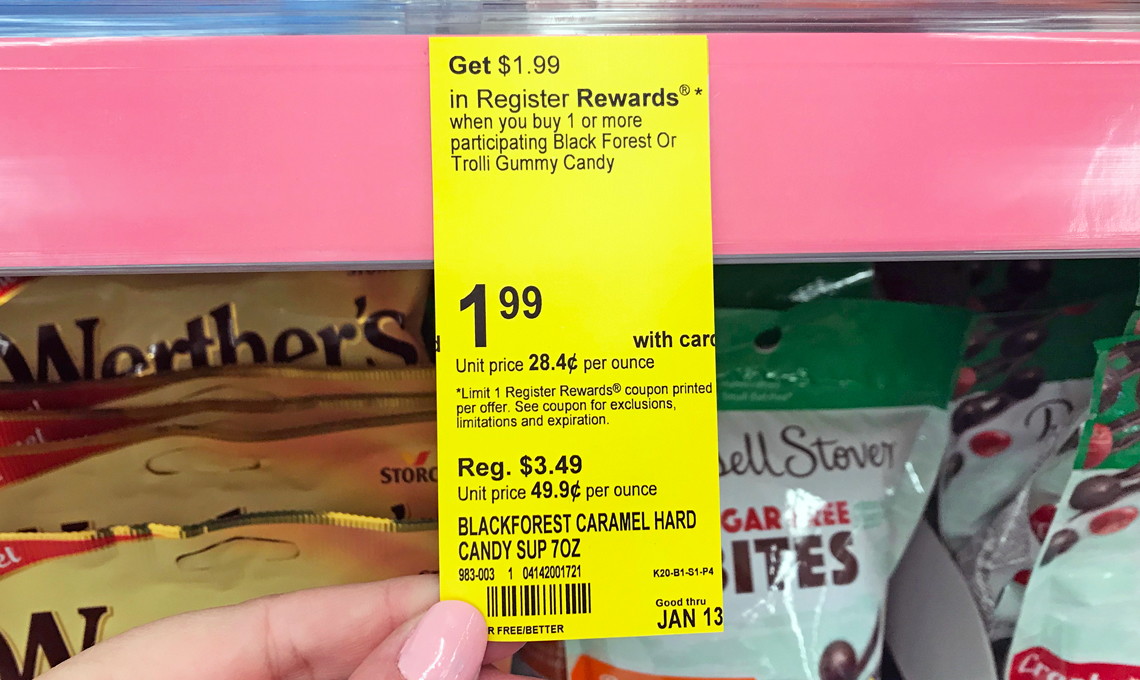 Get $1.99
in Register Rewards®*
when you buy 1 or more
participating Black Forest Or
Trolli Gummy Candy
1 99
with card
Unit price 28.4¢ per ounce
*Limit 1 Register Rewards® coupon printed
per offer. See coupon for exclusions,
limitations and expiration.
Reg. $3.49
Unit price 49.9¢ per ounce
BLACKFOREST CARAMEL HARD
CANDY SUP 7OZ
983-003 1 04142001721
K20-B1-S1-P4
Good thru
JAN 13
R FREE/BETTER
Werther's
STORC
el
W
ell Stover
GAR FREE
BITES